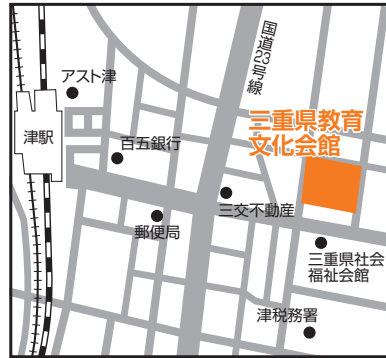 国道23号線
アスト津
三重県教育
文化会館
津駅
百五銀行
三交不動産
郵便局
三重県社会
福祉会館
津税務署